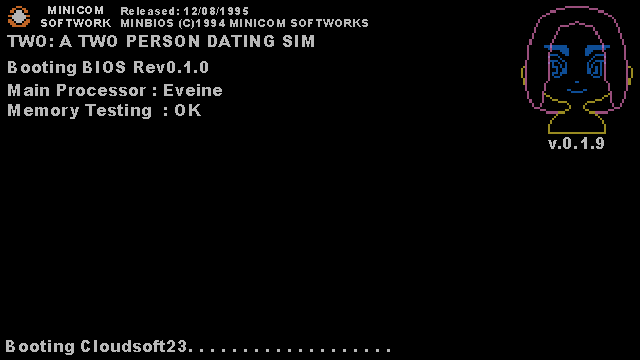 MINICOM Released: 12/08/1995
SOFTWORK MINBIOS (C)1994 MINICOM SOFTWORKS
TWO: A TWO PERSON DATING SIM
Booting BIOS Rev0.1.0
Main Processor : Eveine
Memory Testing : OK
v.0.1.9
Booting Cloudsoft23. . . . . . . . . . . . . . . . . . .